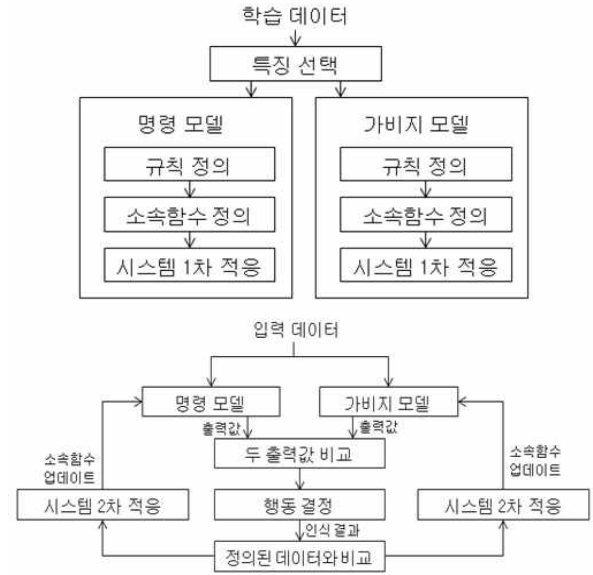 학습 데이터
특징 선택
명령 모델
규칙 정의
소속함수 정의
시스템 1차 적응
가비지 모델
규칙 정의
소속함수 정의
시스템 1차 적응
입력 데이터
명령 모델
가비지 모델
출력값
출력값
두 출력값 비교
소속함수
업데이트
소속함수
업데이트
시스템 2차 적응
행동 결정
시스템 2차 적응
인식 결과
정의된 데이터와 비교